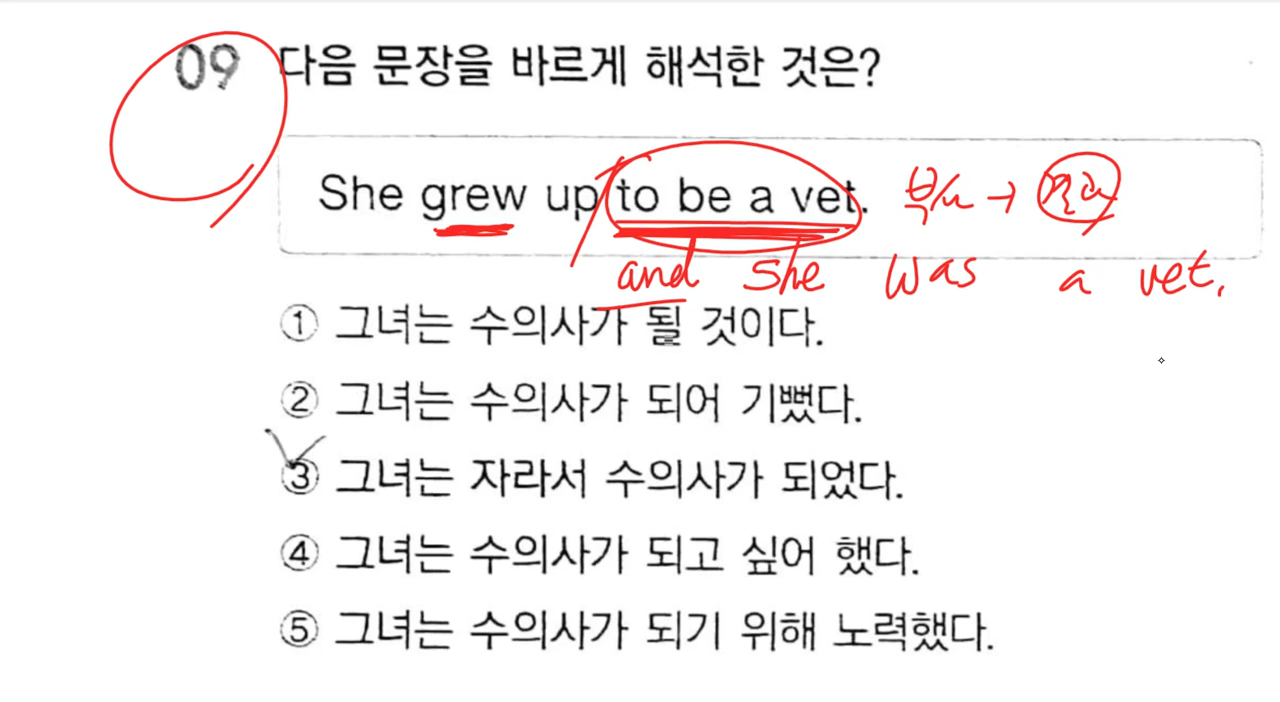 09 다음 문장을 바르게 해석한 것은?
She grew up to be a vet. 부사 → 결과
and she was a vet.
① 그녀는 수의사가 될 것이다.
② 그녀는 수의사가 되어 기뻤다.
③ 그녀는 자라서 수의사가 되었다.
④ 그녀는 수의사가 되고 싶어 했다.
⑤ 그녀는 수의사가 되기 위해 노력했다.